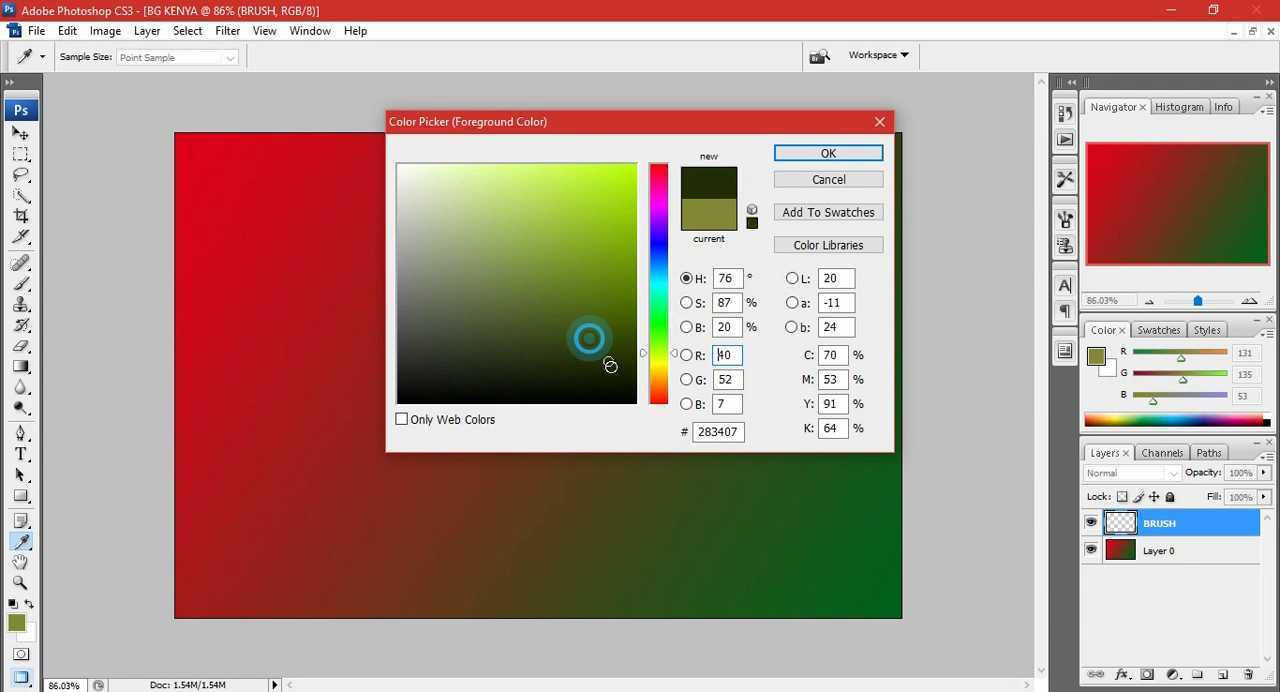 Ps Adobe Photoshop CS3 - [BG KENYA @ 86% (BRUSH, RGB/8)]
File Edit Image Layer Select Filter View Window Help
Sample Size: Point Sample
Workspace
Ps
T
Color Picker (Foreground Color)
new
current
OK
Cancel
Add To Swatches
Color Libraries
H: 76 ° L: 20
S: 87 % a: -11
B: 20 % b: 24
R: 40 C: 70 %
G: 52 M: 53 %
B: 7 Y: 91 %
# 283407 K: 64 %
Only Web Colors
Navigator × Histogram Info
86.03%
Color × Swatches Styles
R 131
G 135
B 53
Layers × Channels Paths
Normal Opacity: 100%
Lock: Fill: 100%
BRUSH
Layer 0
86.03% Doc: 1.54M/1.54M